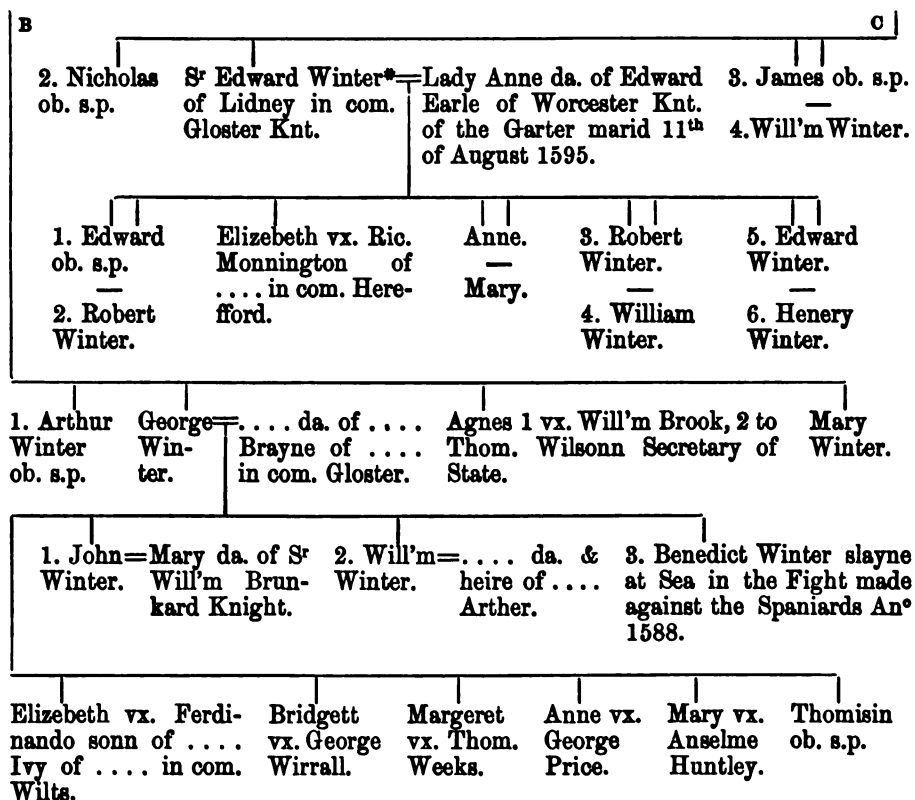 B
C
2. Nicholas
ob. s.p.
Sr Edward Winter*=
of Lidney in com.
Gloster Knt.
Lady Anne da. of Edward
Earle of Worcester Knt.
of the Garter marid 11th
of August 1595.
3. James ob. s.p.
—
4. Will'm Winter.
1. Edward
ob. s.p.
—
2. Robert
Winter.
Elizebeth vx. Ric.
Monnington of
.... in com. Here-
fford.
Anne.
—
Mary.
3. Robert
Winter.
—
4. William
Winter.
5. Edward
Winter.
—
6. Henery
Winter.
1. Arthur
Winter
ob. s.p.
George=
Win-
ter.
.... da. of ....
Brayne of ....
in com. Gloster.
Agnes 1 vx. Will'm Brook, 2 to
Thom. Wilsonn Secretary of
State.
Mary
Winter.
1. John=
Winter.
Mary da. of Sr
Will'm Brun-
kard Knight.
2. Will'm=
Winter.
.... da. &
heire of ....
Arther.
3. Benedict Winter slayne
at Sea in the Fight made
against the Spaniards Ano
1588.
Elizebeth vx. Ferdi-
nando sonn of ....
Ivy of .... in com.
Wilts.
Bridgett
vx. George
Wirrall.
Margeret
vx. Thom.
Weeks.
Anne vx.
George
Price.
Mary vx.
Anselme
Huntley.
Thomisin
ob. s.p.